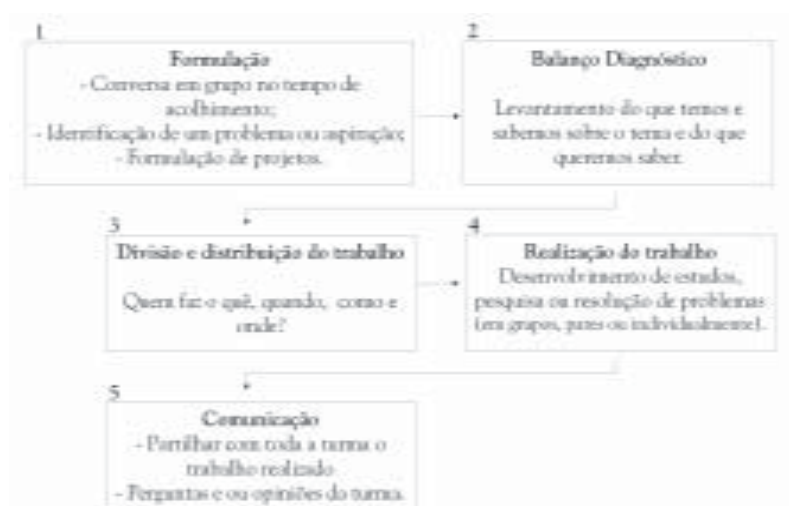 1
Formulação
- Conversa em grupo no tempo de
acolhimento;
- Identificação de um problema ou aspiração;
- Formulação de projetos.
2
Balanço Diagnóstico
Levantamento do que temos e
sabemos sobre o tema e do que
queremos saber.
3
Divisão e distribuição do trabalho
Quem faz o quê, quando, como e
onde?
4
Realização do trabalho
Desenvolvimento de estudos,
pesquisa ou resolução de problemas
(em grupos, pares ou individualmente).
5
Comunicação
- Partilhar com toda a turma o
trabalho realizado
- Perguntas e ou opiniões da turma.